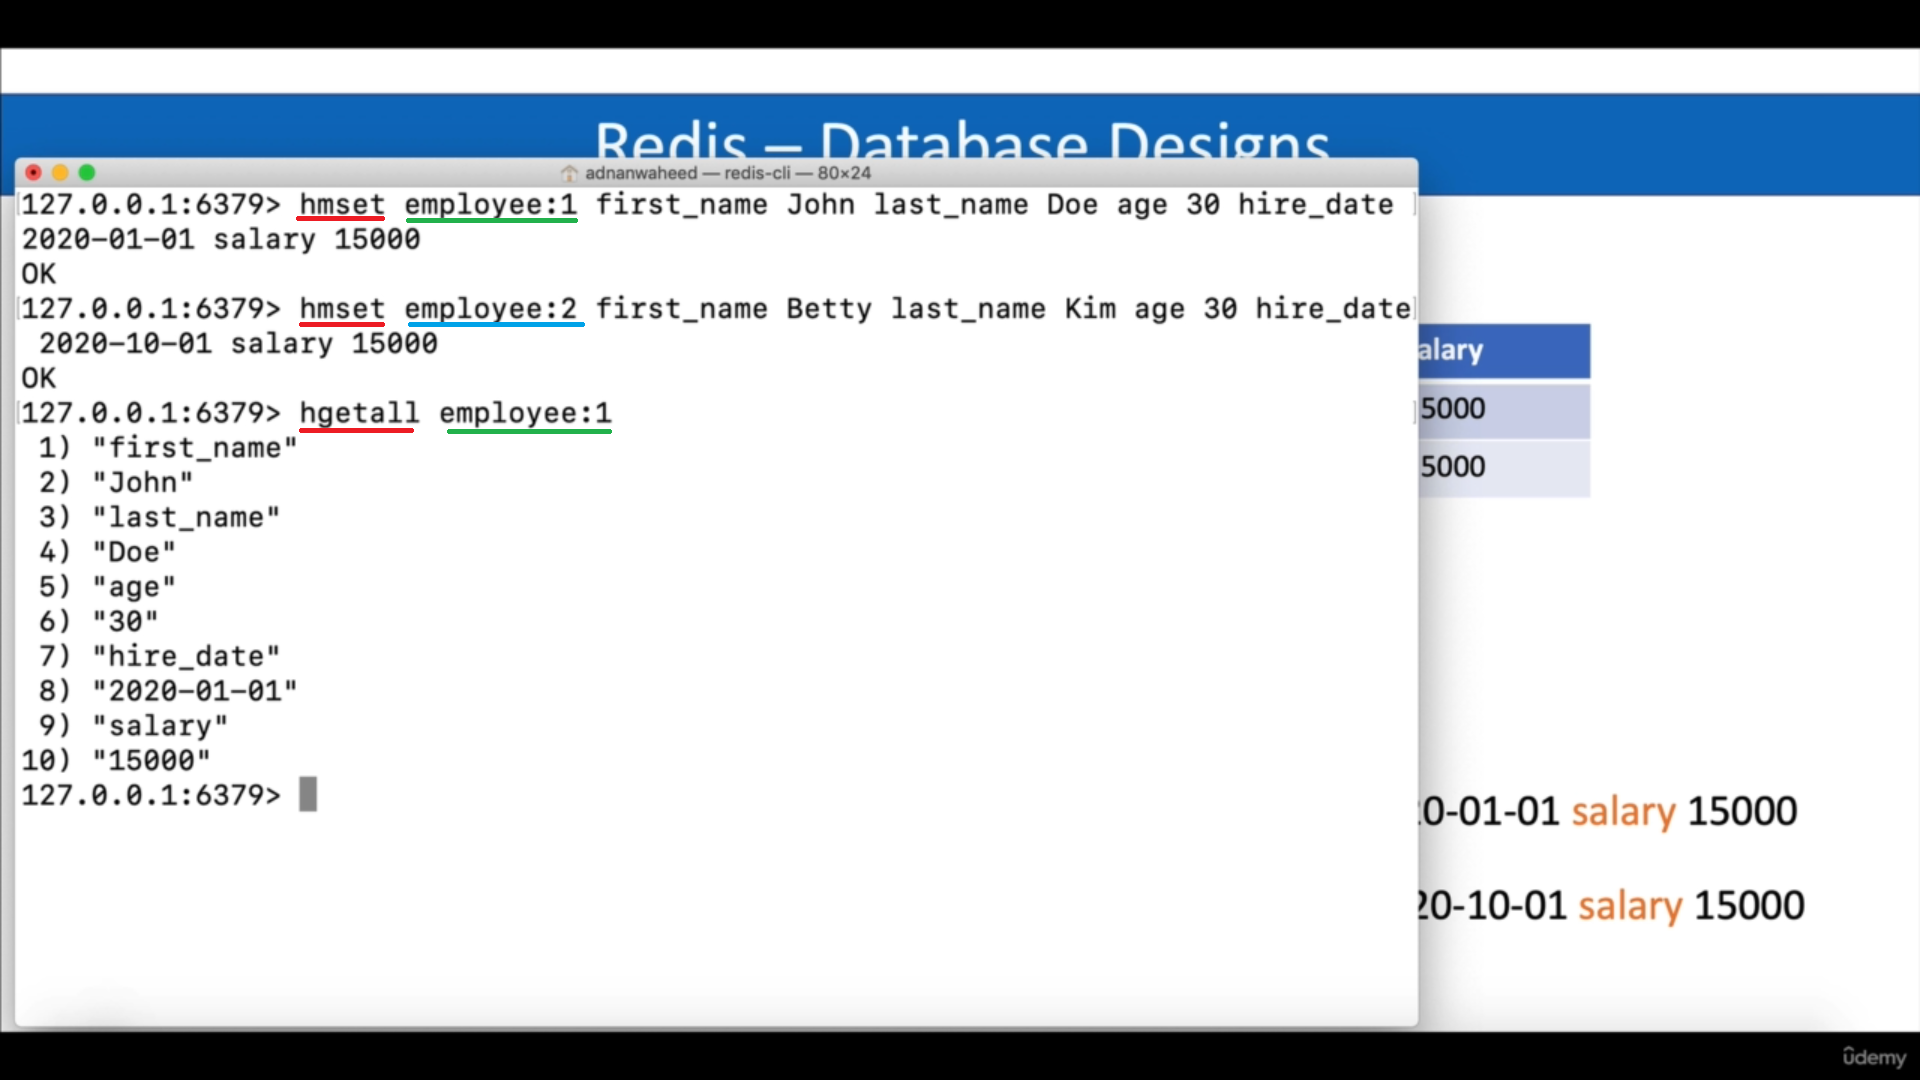 Redis – Database Designs
adnanwaheed — redis-cli — 80×24
127.0.0.1:6379> hmset employee:1 first_name John last_name Doe age 30 hire_date
2020-01-01 salary 15000
OK
127.0.0.1:6379> hmset employee:2 first_name Betty last_name Kim age 30 hire_date
2020-10-01 salary 15000
OK
127.0.0.1:6379> hgetall employee:1
1) "first_name"
2) "John"
3) "last_name"
4) "Doe"
5) "age"
6) "30"
7) "hire_date"
8) "2020-01-01"
9) "salary"
10) "15000"
127.0.0.1:6379>
alary
5000
5000
0-01-01 salary 15000
20-10-01 salary 15000
ûdemy